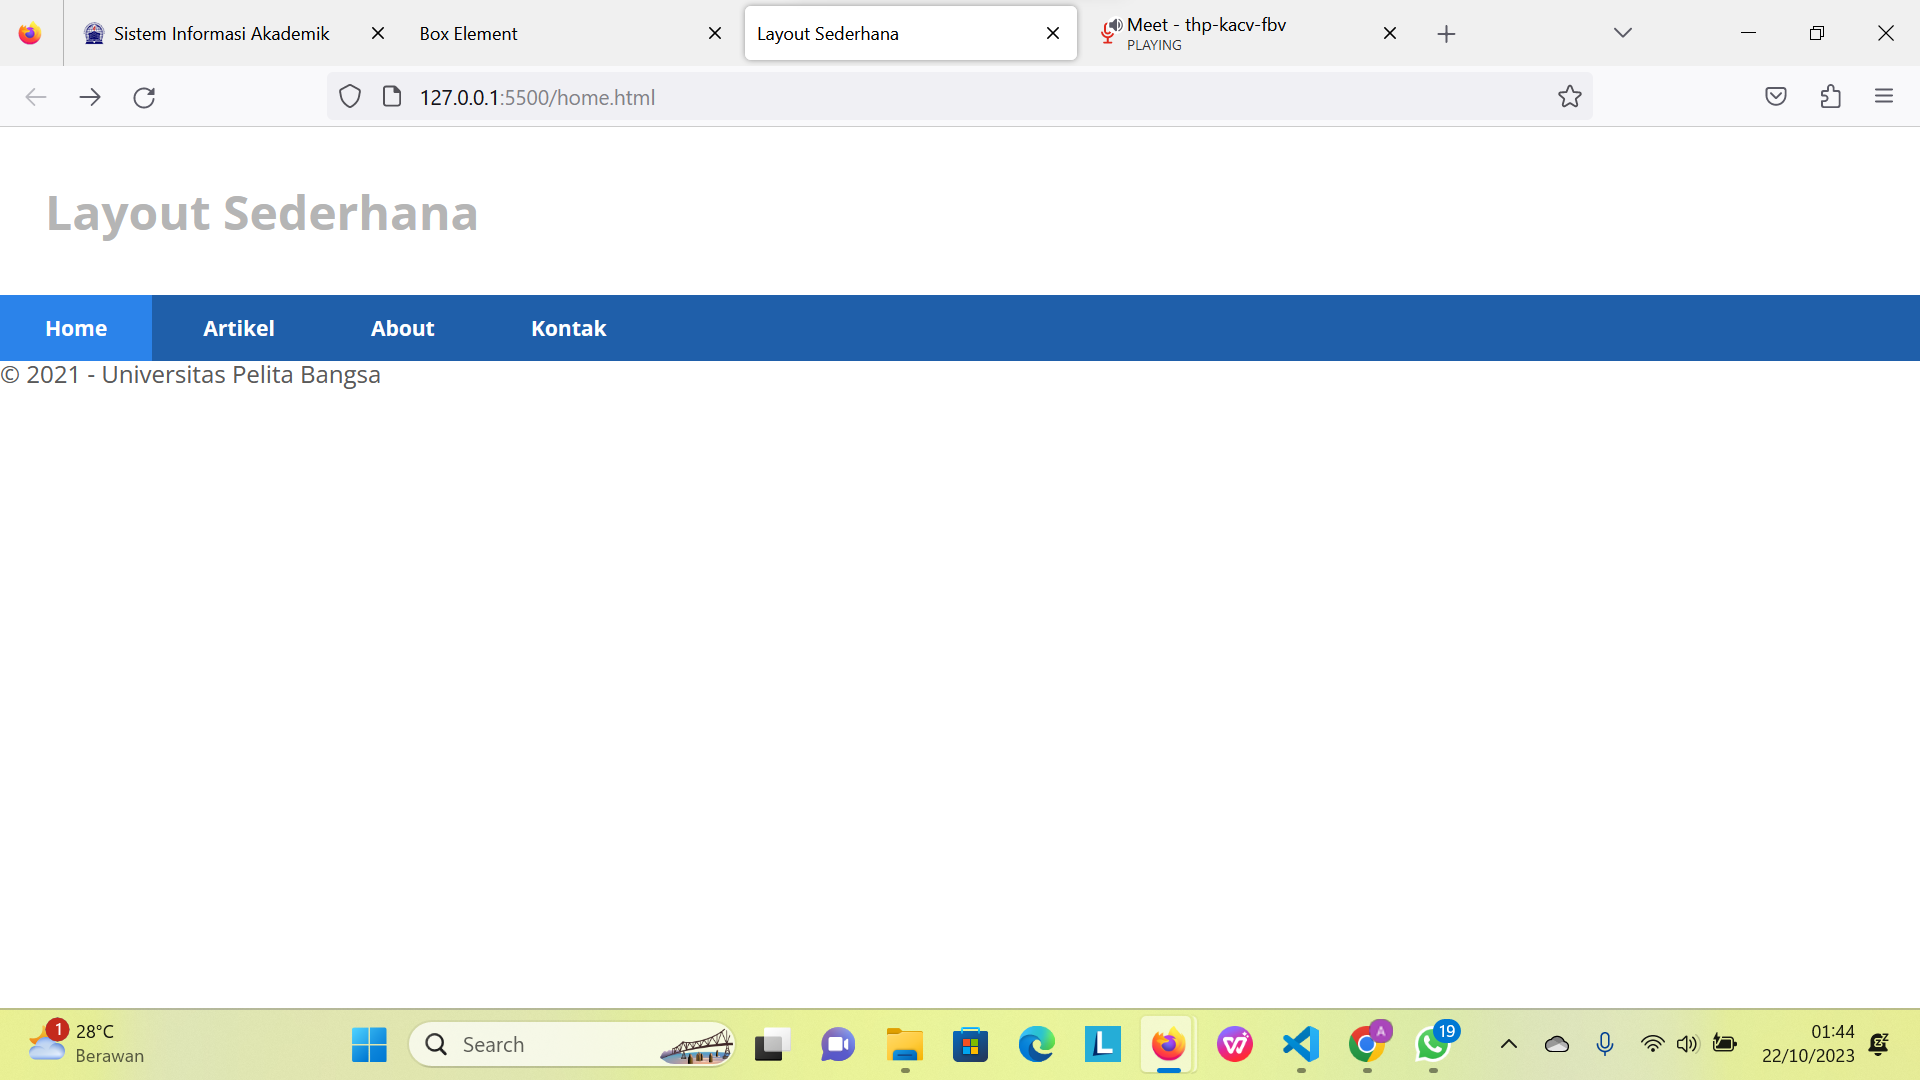 Sistem Informasi Akademik
Box Element
Layout Sederhana
Meet - thp-kacv-fbv
PLAYING
127.0.0.1:5500/home.html
Layout Sederhana
Home
Artikel
About
Kontak
© 2021 - Universitas Pelita Bangsa
1
28°C
Berawan
Search
L
A
19
01:44
22/10/2023